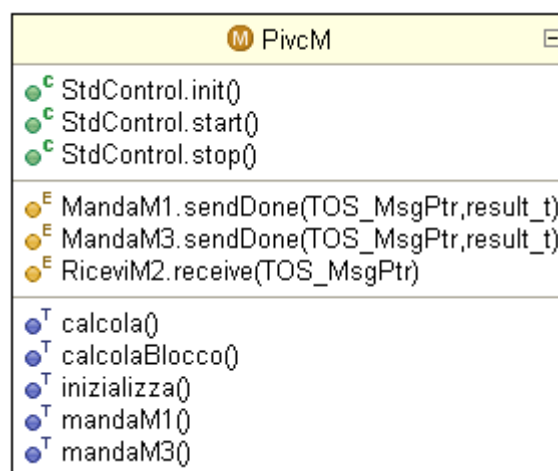 M PivcM
C StdControl.init()
C StdControl.start()
C StdControl.stop()
E MandaM1.sendDone(TOS_MsgPtr,result_t)
E MandaM3.sendDone(TOS_MsgPtr,result_t)
E RiceviM2.receive(TOS_MsgPtr)
T calcola()
T calcolaBlocco()
T inizializza()
T mandaM1()
T mandaM3()